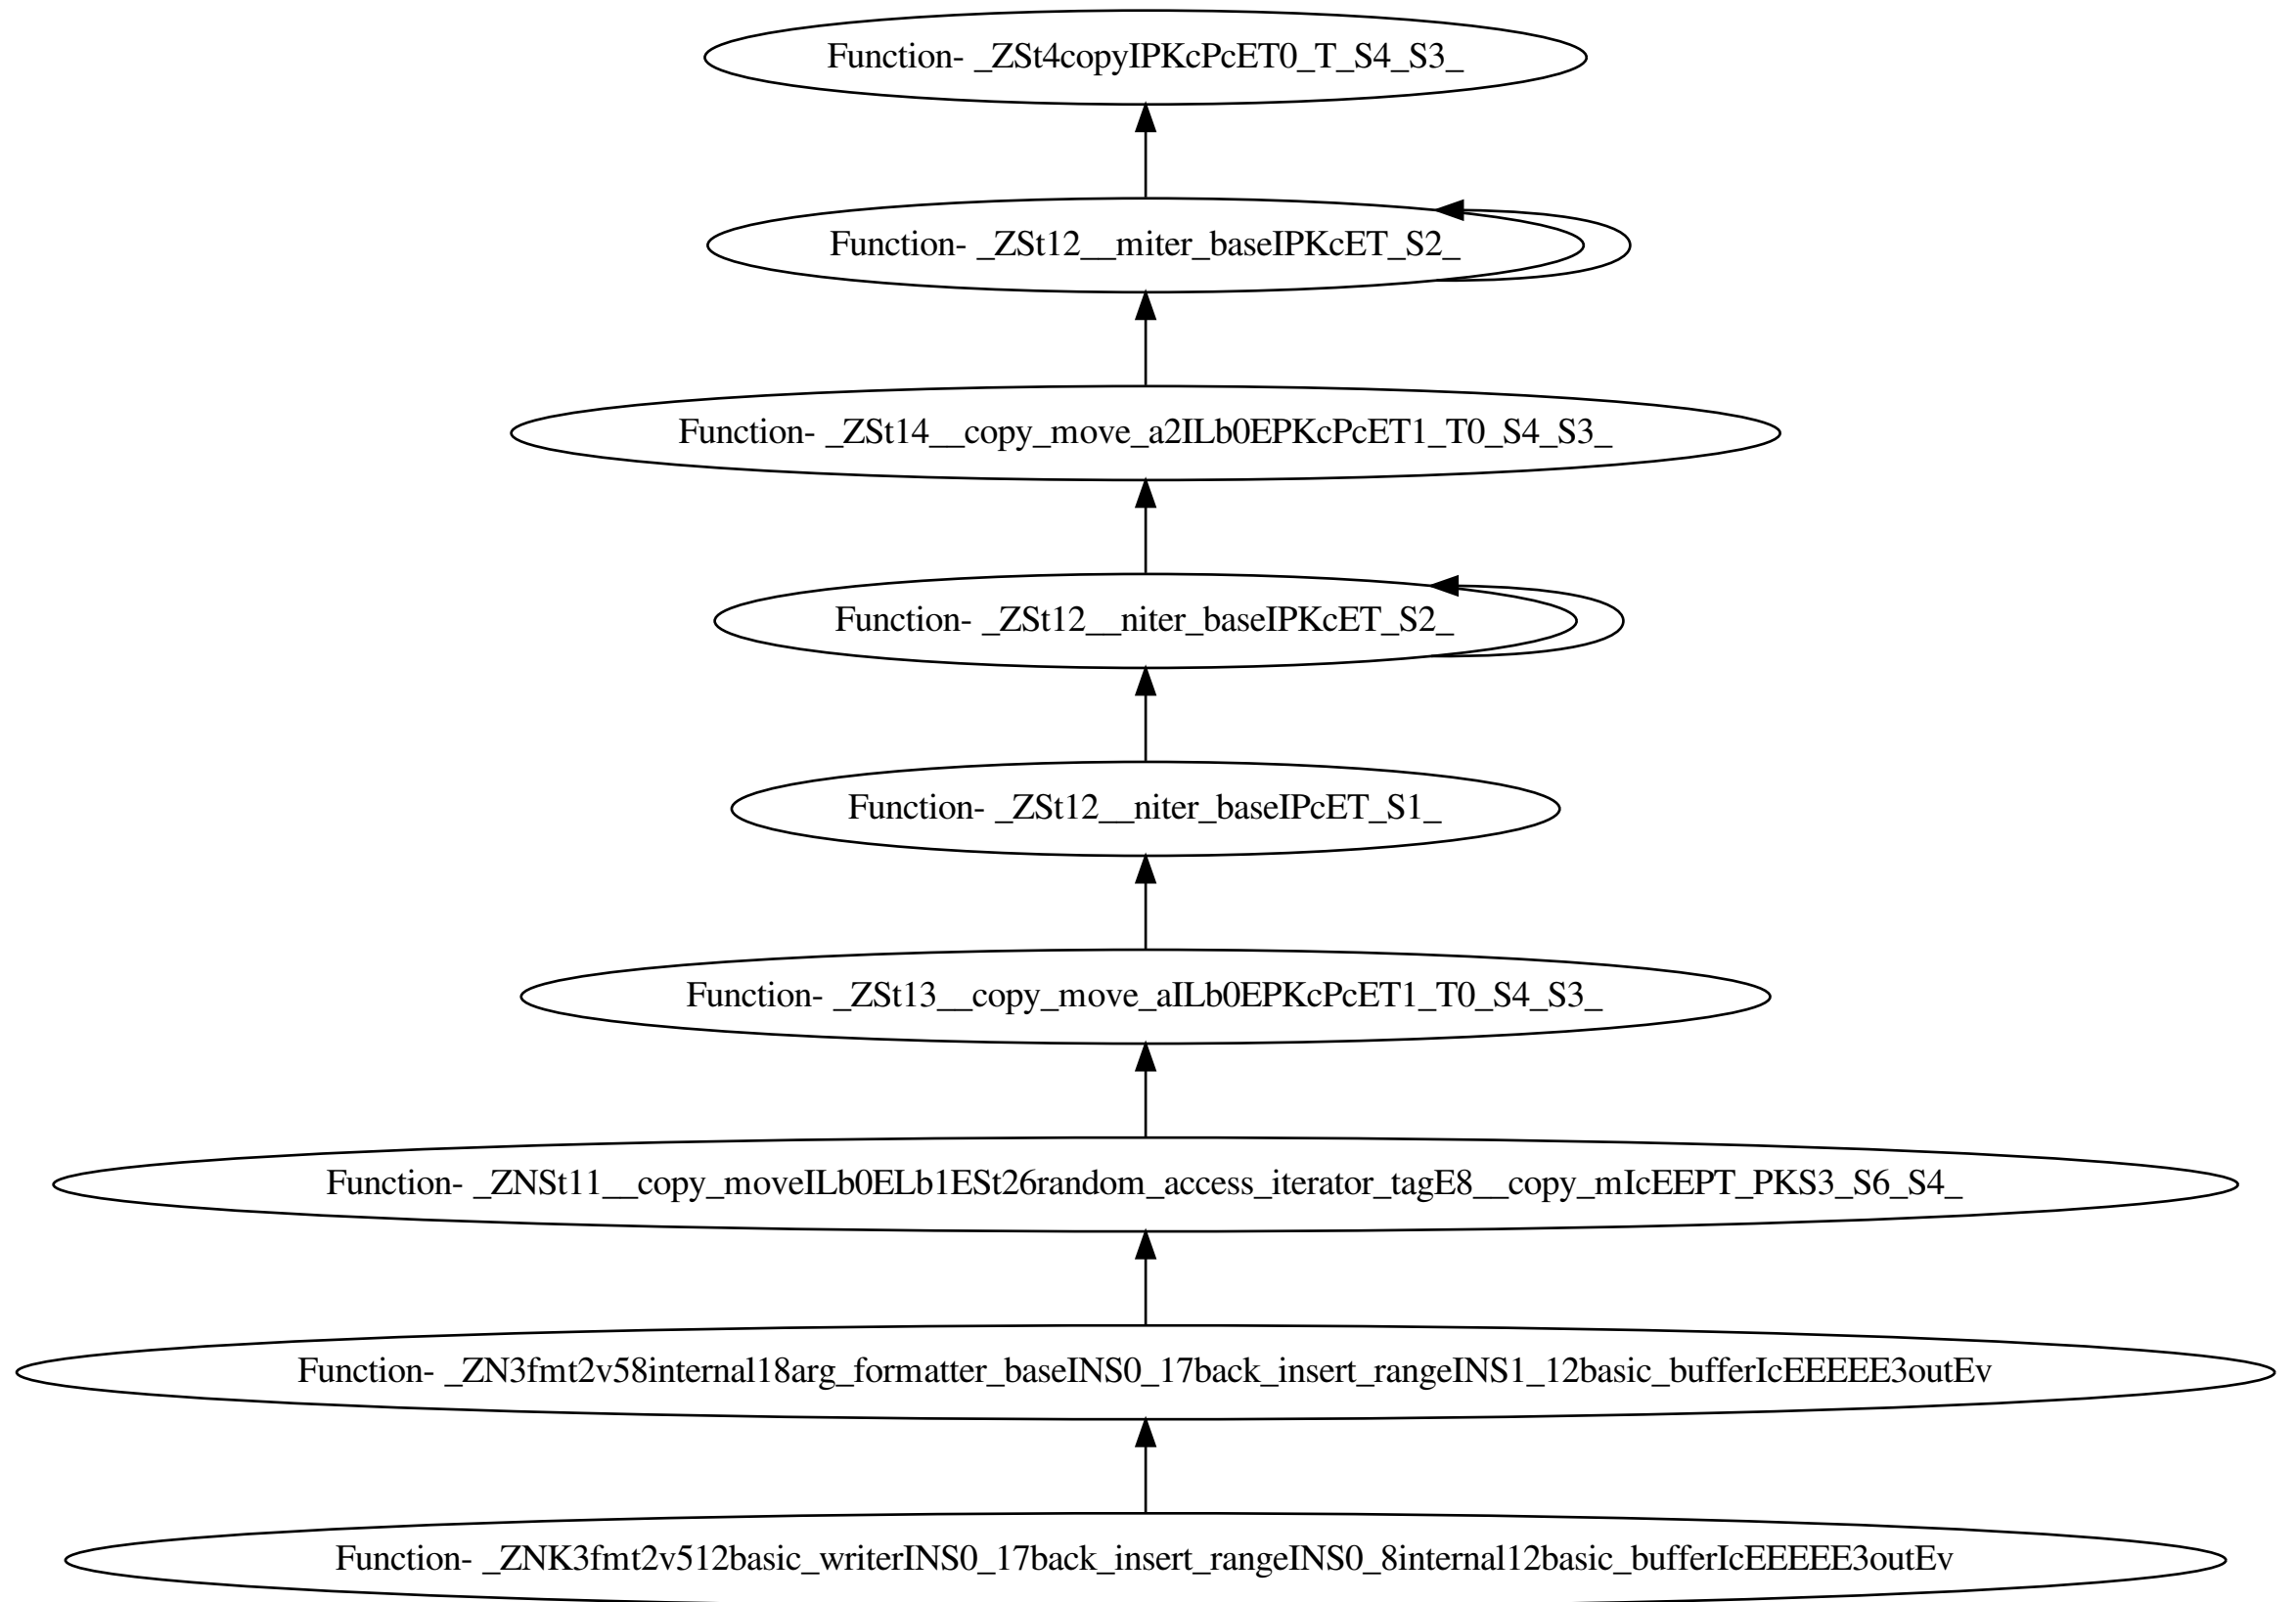 Function- _ZSt4copyIPKcPcET0_T_S4_S3_
Function- _ZSt12__miter_baseIPKcET_S2_
Function- _ZSt14__copy_move_a2ILb0EPKcPcET1_T0_S4_S3_
Function- _ZSt12__niter_baseIPKcET_S2_
Function- _ZSt12__niter_baseIPcET_S1_
Function- _ZSt13__copy_move_aILb0EPKcPcET1_T0_S4_S3_
Function- _ZNSt11__copy_moveILb0ELb1ESt26random_access_iterator_tagE8__copy_mIcEEPT_PKS3_S6_S4_
Function- _ZN3fmt2v58internal18arg_formatter_baseINS0_17back_insert_rangeINS1_12basic_bufferIcEEEEE3outEv
Function- _ZNK3fmt2v512basic_writerINS0_17back_insert_rangeINS0_8internal12basic_bufferIcEEEEE3outEv